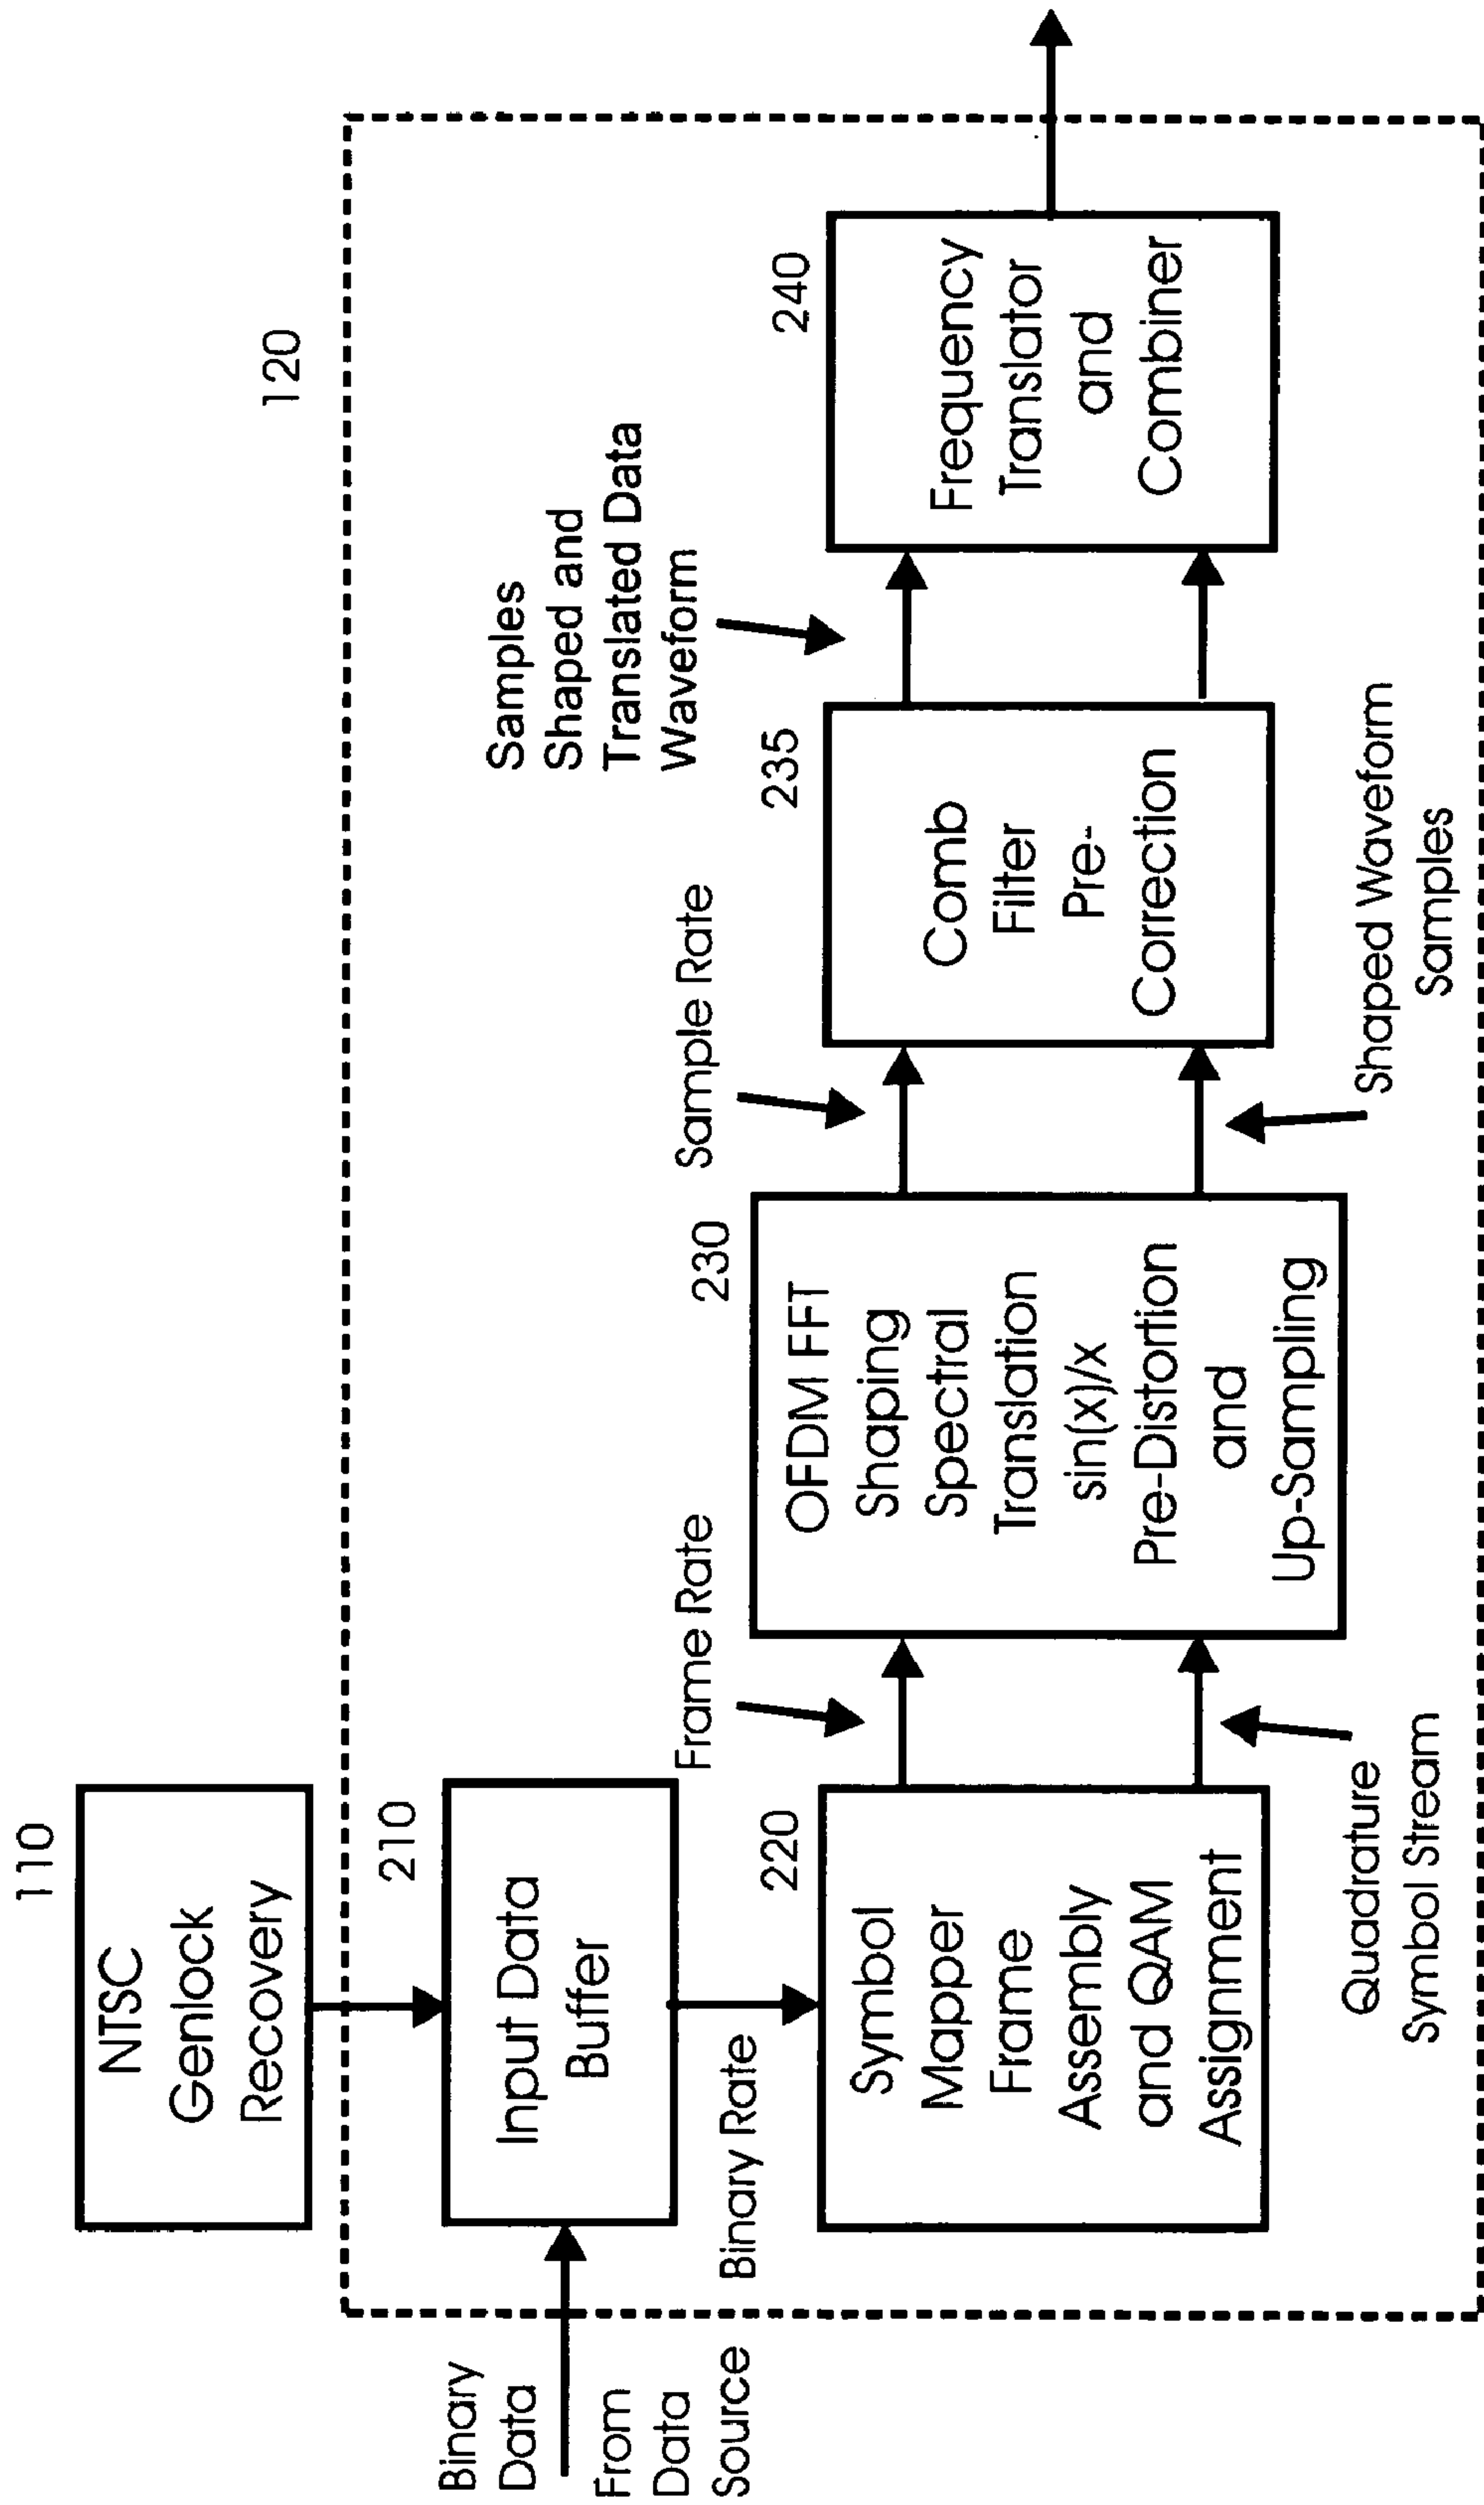 110
NTSC
Genlock
Recovery
120
Binary
Data
From
Data
Source
210
Input Data
Buffer
Binary Rate
220
Symbol
Mapper
Frame
Assembly
and QAM
Assignment
Frame Rate
Quadrature
Symbol Stream
230
OFDM FFT
Shaping
Spectral
Translation
sin(x)/x
Pre-Distortion
and
Up-Sampling
Sample Rate
Shaped Waveform
Samples
235
Comb
Filter
Pre-
Correction
Samples
Shaped and
Translated Data
Waveform
240
Frequency
Translator
and
Combiner